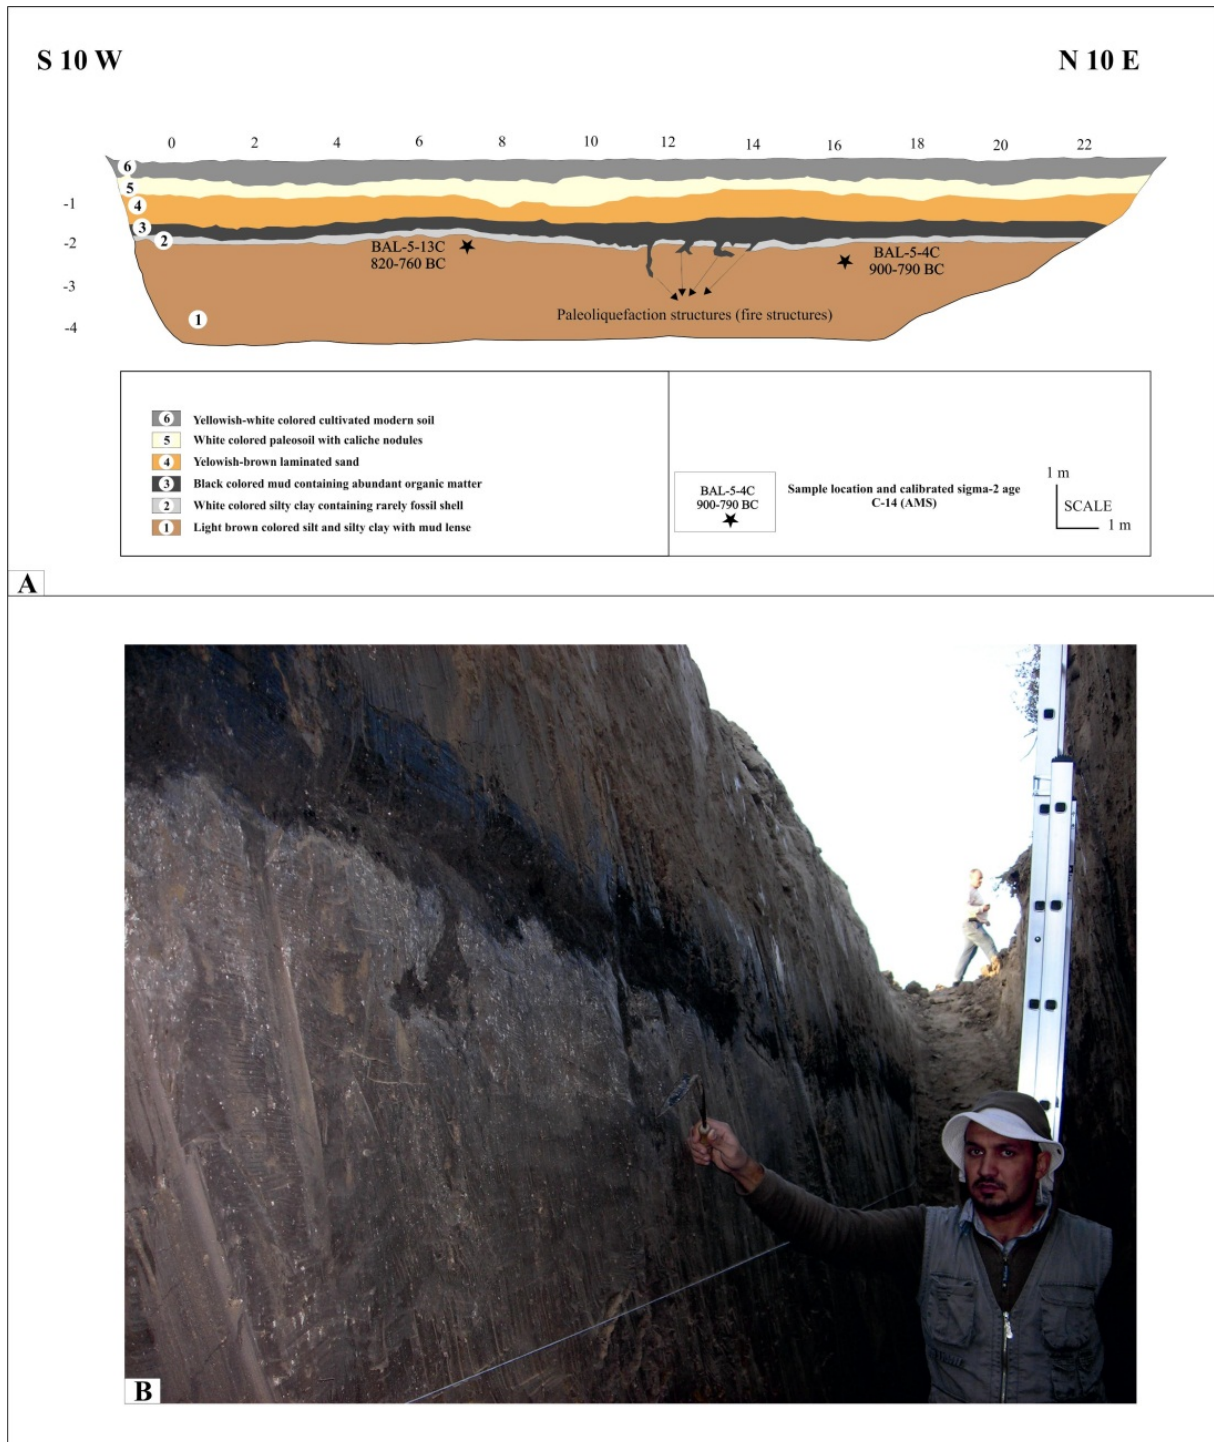 S 10 W
N 10 E
0 2 4 6 8 10 12 14 16 18 20 22
6
5
4
3
2
1
-1
-2
-3
-4
BAL-5-13C
820-760 BC
BAL-5-4C
900-790 BC
Paleoliquefaction structures (fire structures)
6 Yellowish-white colored cultivated modern soil
5 White colored paleosoil with caliche nodules
4 Yelowish-brown laminated sand
3 Black colored mud containing abundant organic matter
2 White colored silty clay containing rarely fossil shell
1 Light brown colored silt and silty clay with mud lense
BAL-5-4C
900-790 BC
Sample location and calibrated sigma-2 age
C-14 (AMS)
1 m
SCALE
1 m
A
B